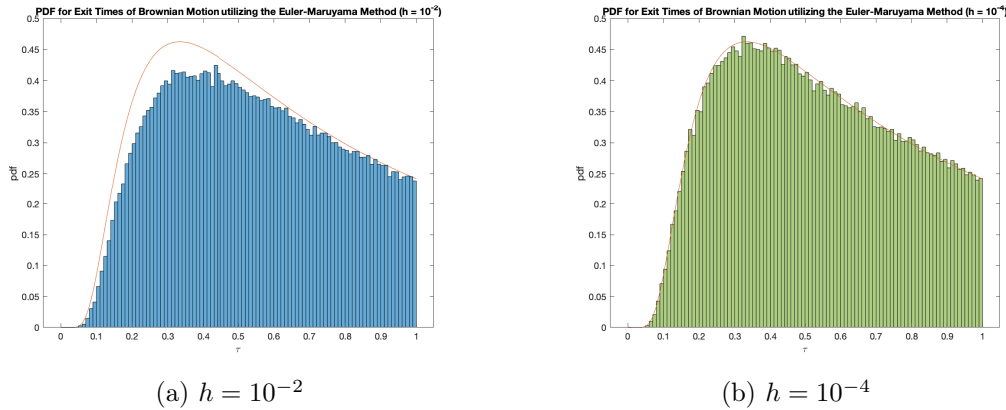 PDF for Exit Times of Brownian Motion utilizing the Euler-Maruyama Method (h = 10⁻²)
0.5
0.45
0.4
0.35
0.3
0.25
0.2
0.15
0.1
0.05
0
pdf
0 0.1 0.2 0.3 0.4 0.5 0.6 0.7 0.8 0.9 1
τ
(a) h = 10⁻²
PDF for Exit Times of Brownian Motion utilizing the Euler-Maruyama Method (h = 10⁻⁴)
0.5
0.45
0.4
0.35
0.3
0.25
0.2
0.15
0.1
0.05
0
pdf
0 0.1 0.2 0.3 0.4 0.5 0.6 0.7 0.8 0.9 1
τ
(b) h = 10⁻⁴